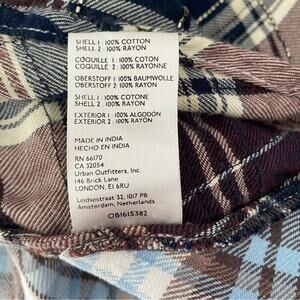 SHELL 1 : 100% COTTON
SHELL 2 : 100% RAYON
COQUILLE 1 : 100% COTON
COQUILLE 2 : 100% RAYONNE
OBERSTOFF 1 : 100% BAUMWOLLE
OBERSTOFF 2 : 100% RAYON
SHELL 1 : 100% COTONE
SHELL 2 : 100% RAYON
EXTERIOR 1 : 100% ALGODÓN
EXTERIOR 2 : 100% RAYON
MADE IN INDIA
HECHO EN INDIA
RN 66170
CA 32054
Urban Outfitters, Inc
146 Brick Lane
LONDON, E1 6RU
Leidsestraat 32, 1017 PB
Amsterdam, Netherlands
OB1615382